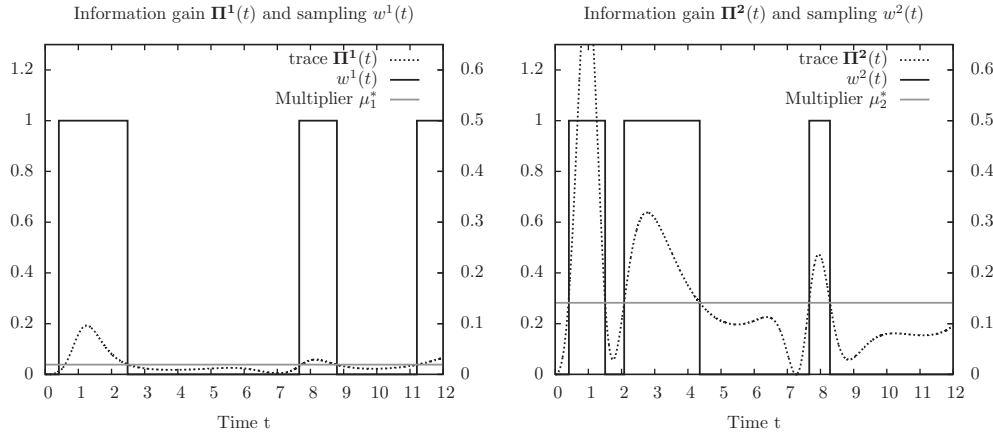 Information gain Π¹(t) and sampling w¹(t)
trace Π¹(t)
w¹(t)
Multiplier μ₁*
1.2
1
0.8
0.6
0.4
0.2
0
0.6
0.5
0.4
0.3
0.2
0.1
0
0 1 2 3 4 5 6 7 8 9 10 11 12
Time t
Information gain Π²(t) and sampling w²(t)
trace Π²(t)
w²(t)
Multiplier μ₂*
1.2
1
0.8
0.6
0.4
0.2
0
0.6
0.5
0.4
0.3
0.2
0.1
0
0 1 2 3 4 5 6 7 8 9 10 11 12
Time t